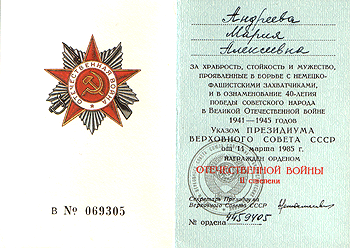 ОТЕЧЕСТВЕННАЯ ВОЙНА
В № 069305
Андреева
Мария
Алексеевна
ЗА ХРАБРОСТЬ, СТОЙКОСТЬ И МУЖЕСТВО,
ПРОЯВЛЕННЫЕ В БОРЬБЕ С НЕМЕЦКО-
ФАШИСТСКИМИ ЗАХВАТЧИКАМИ,
И В ОЗНАМЕНОВАНИЕ 40-ЛЕТИЯ
ПОБЕДЫ СОВЕТСКОГО НАРОДА
В ВЕЛИКОЙ ОТЕЧЕСТВЕННОЙ ВОЙНЕ
1941—1945 ГОДОВ
Указом ПРЕЗИДИУМА
ВЕРХОВНОГО СОВЕТА СССР
от 11 марта 1985 г.
НАГРАЖДЕН ОРДЕНОМ
ОТЕЧЕСТВЕННОЙ ВОЙНЫ
II степени
Секретарь Президиума
Верховного Совета СССР
№ ордена 4459405